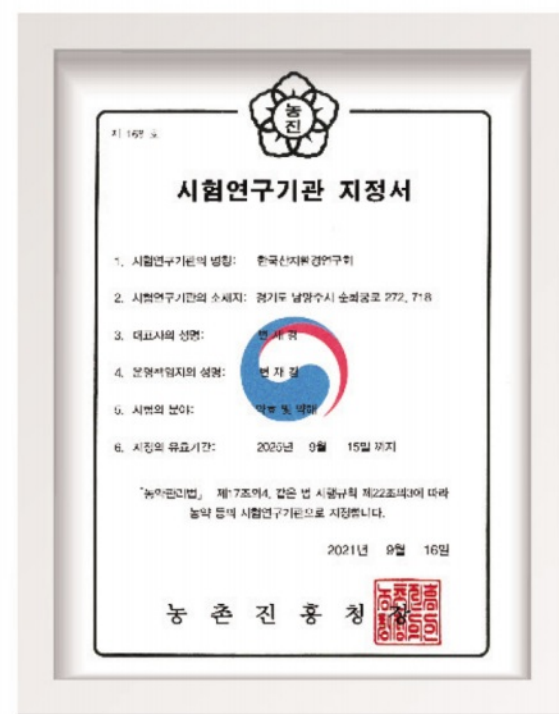 농진
제 168 호
시험연구기관 지정서
1. 시험연구기관의 명칭: 한국산지환경연구회
2. 시험연구기관의 소재지: 경기도 남양주시 순화궁로 272, 718
3. 대표자의 성명:
4. 운영책임자의 성명: 변재경
5. 시험의 분야: 약효 및 약해
6. 지정의 유효기간: 2025년 9월 15일 까지
「농약관리법」 제17조의4, 같은 법 시행규칙 제22조의3에 따라
농약 등의 시험연구기관으로 지정합니다.
2021년 9월 16일
농촌진흥청장